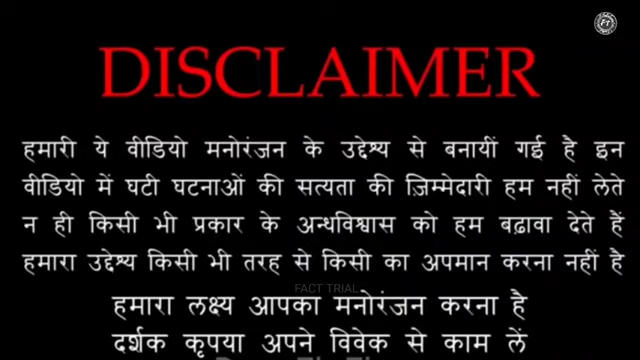 FT
DISCLAIMER
हमारी ये वीडियो मनोरंजन के उद्देश्य से बनायीं गई है इन
वीडियो में घटी घटनाओं की सत्यता की ज़िम्मेदारी हम नहीं लेते
न ही किसी भी प्रकार के अन्धविश्वास को हम बढ़ावा देते हैं
हमारा उद्देश्य किसी भी तरह से किसी का अपमान करना नहीं है
FACT TRIAL
हमारा लक्ष्य आपका मनोरंजन करना है
दर्शक कृपया अपने विवेक से काम लें